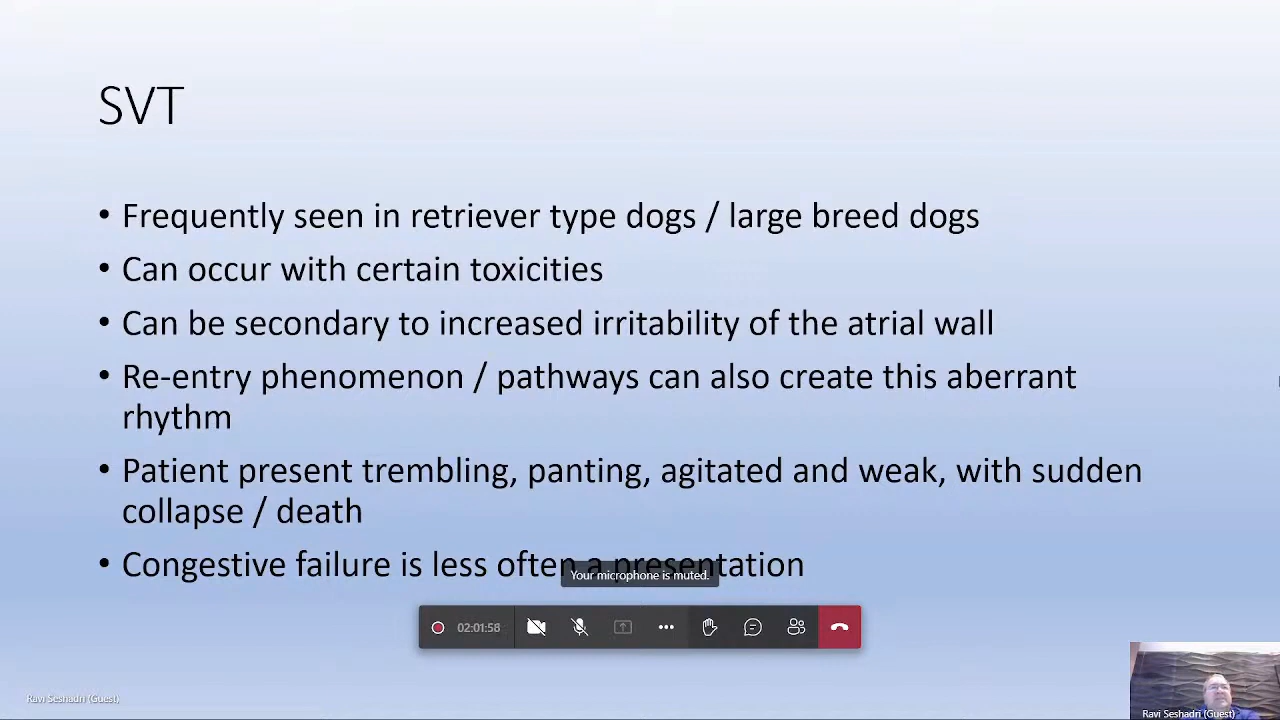 SVT
• Frequently seen in retriever type dogs / large breed dogs
• Can occur with certain toxicities
• Can be secondary to increased irritability of the atrial wall
• Re-entry phenomenon / pathways can also create this aberrant
rhythm
• Patient present trembling, panting, agitated and weak, with sudden
collapse / death
• Congestive failure is less often a presentation
Your microphone is muted.
02:01:58
Ravi Seshadri (Guest)
Ravi Seshadri (Guest)